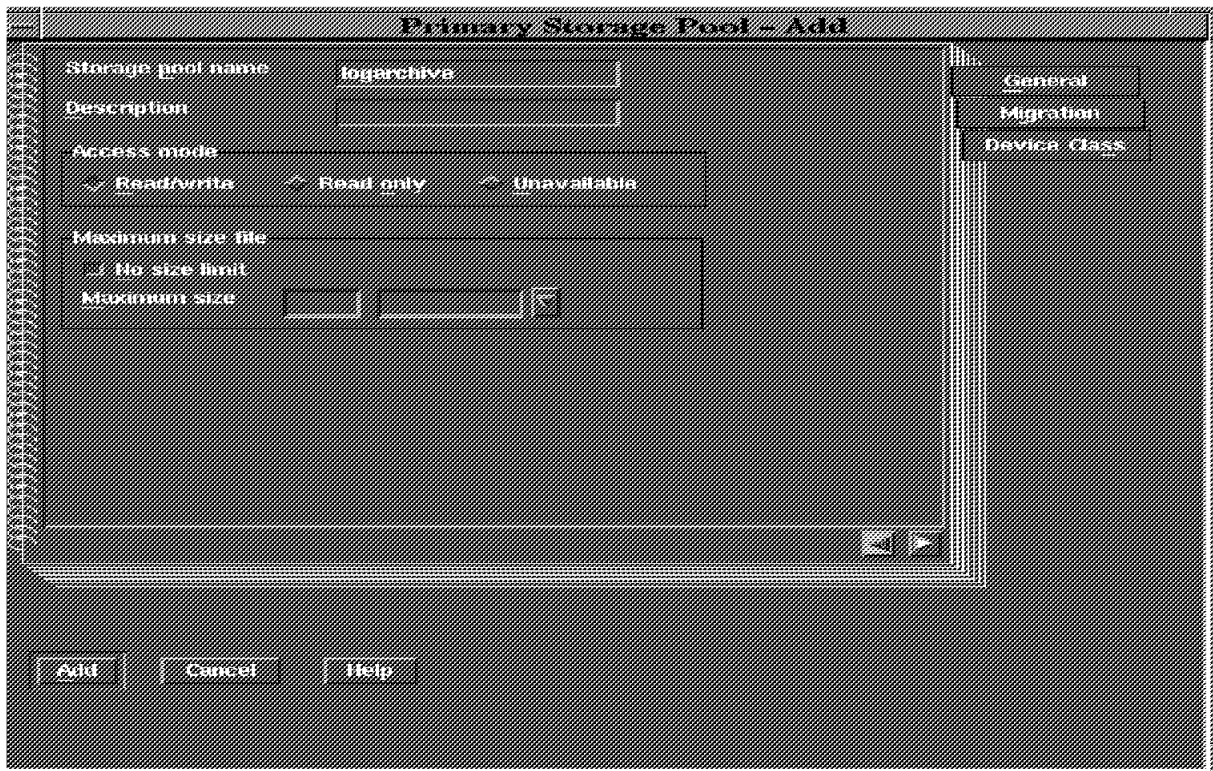 Primary Storage Pool - Add
Storage pool name logarchive
Description
Access mode
Read/write Read only Unavailable
Maximum size file
No size limit
Maximum size
General
Migration
Device Class
Add Cancel Help